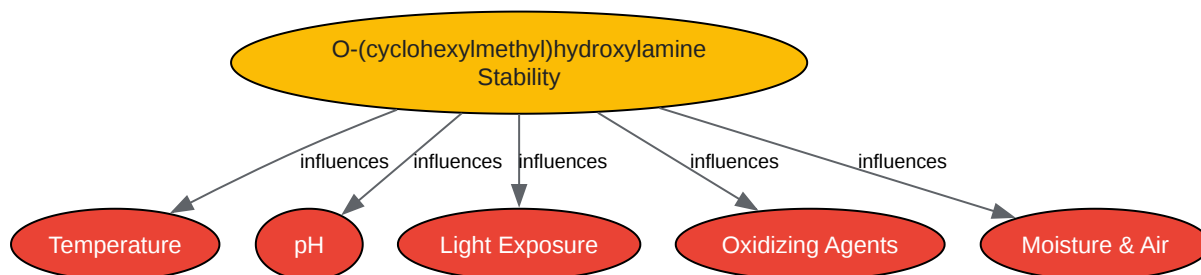 O-(cyclohexylmethyl)hydroxylamine
Stability
influences
influences
influences
influences
influences
Temperature
pH
Light Exposure
Oxidizing Agents
Moisture & Air